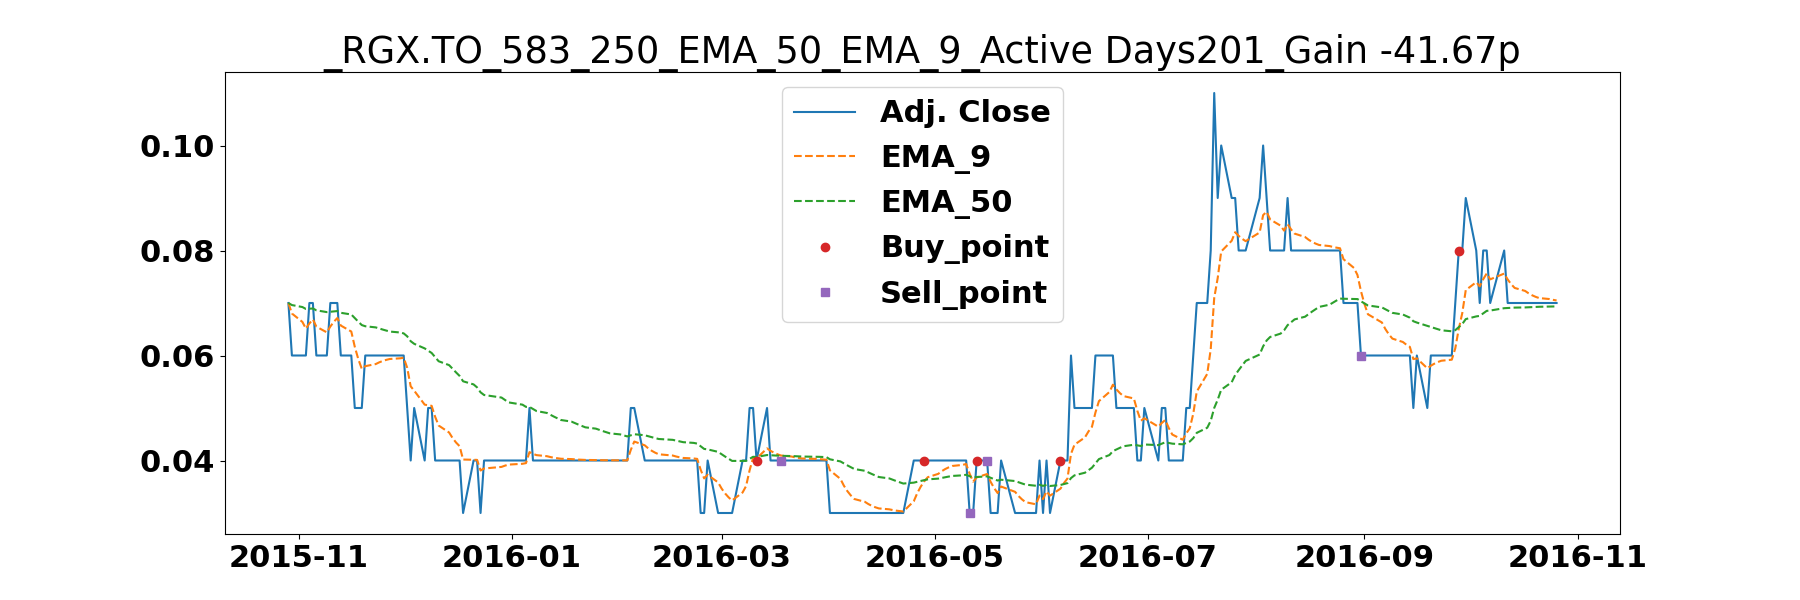 _RGX.TO_583_250_EMA_50_EMA_9_Active Days201_Gain -41.67p
Adj. Close
EMA_9
EMA_50
Buy_point
Sell_point
0.10
0.08
0.06
0.04
2015-11
2016-01
2016-03
2016-05
2016-07
2016-09
2016-11